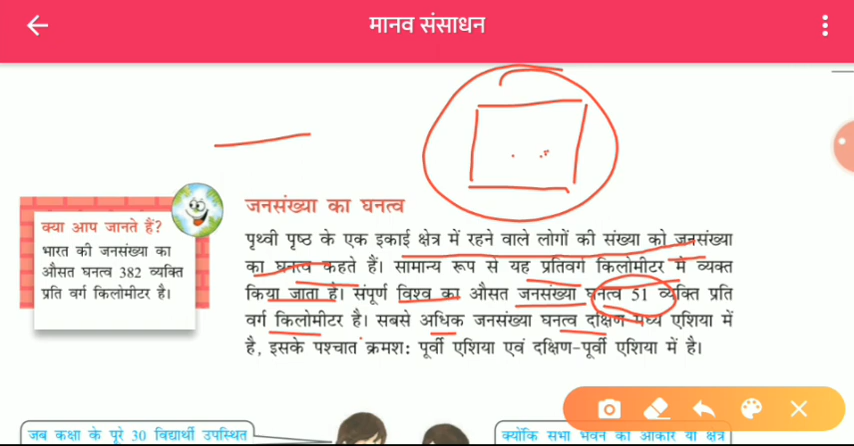 मानव संसाधन
क्या आप जानते हैं?
भारत की जनसंख्या का
औसत घनत्व 382 व्यक्ति
प्रति वर्ग किलोमीटर है।
जनसंख्या का घनत्व
पृथ्वी पृष्ठ के एक इकाई क्षेत्र में रहने वाले लोगों की संख्या को जनसंख्या
का घनत्व कहते हैं। सामान्य रूप से यह प्रतिवर्ग किलोमीटर में व्यक्त
किया जाता है। संपूर्ण विश्व का औसत जनसंख्या घनत्व 51 व्यक्ति प्रति
वर्ग किलोमीटर है। सबसे अधिक जनसंख्या घनत्व दक्षिण मध्य एशिया में
है, इसके पश्चात क्रमश: पूर्वी एशिया एवं दक्षिण-पूर्वी एशिया में है।
जब कक्षा के पूरे 30 विद्यार्थी उपस्थित
क्योंकि सभा भवन का आकार या क्षेत्र